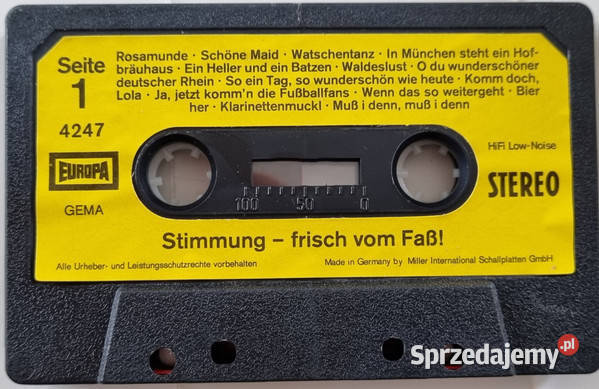 Seite
1
4247
EUROPA
GEMA
Rosamunde · Schöne Maid · Watschentanz · In München steht ein Hof-
bräuhaus · Ein Heller und ein Batzen · Waldeslust · O du wunderschöner
deutscher Rhein · So ein Tag, so wunderschön wie heute · Komm doch,
Lola · Ja, jetzt komm'n die Fußballfans · Wenn das so weitergeht · Bier
her · Klarinettenmuckl · Muß i denn, muß i denn
HiFi Low-Noise
STEREO
100 50 0
Stimmung – frisch vom Faß!
Alle Urheber- und Leistungsschutzrechte vorbehalten
Made in Germany by Miller International Schallplatten GmbH
Sprzedajemy.pl